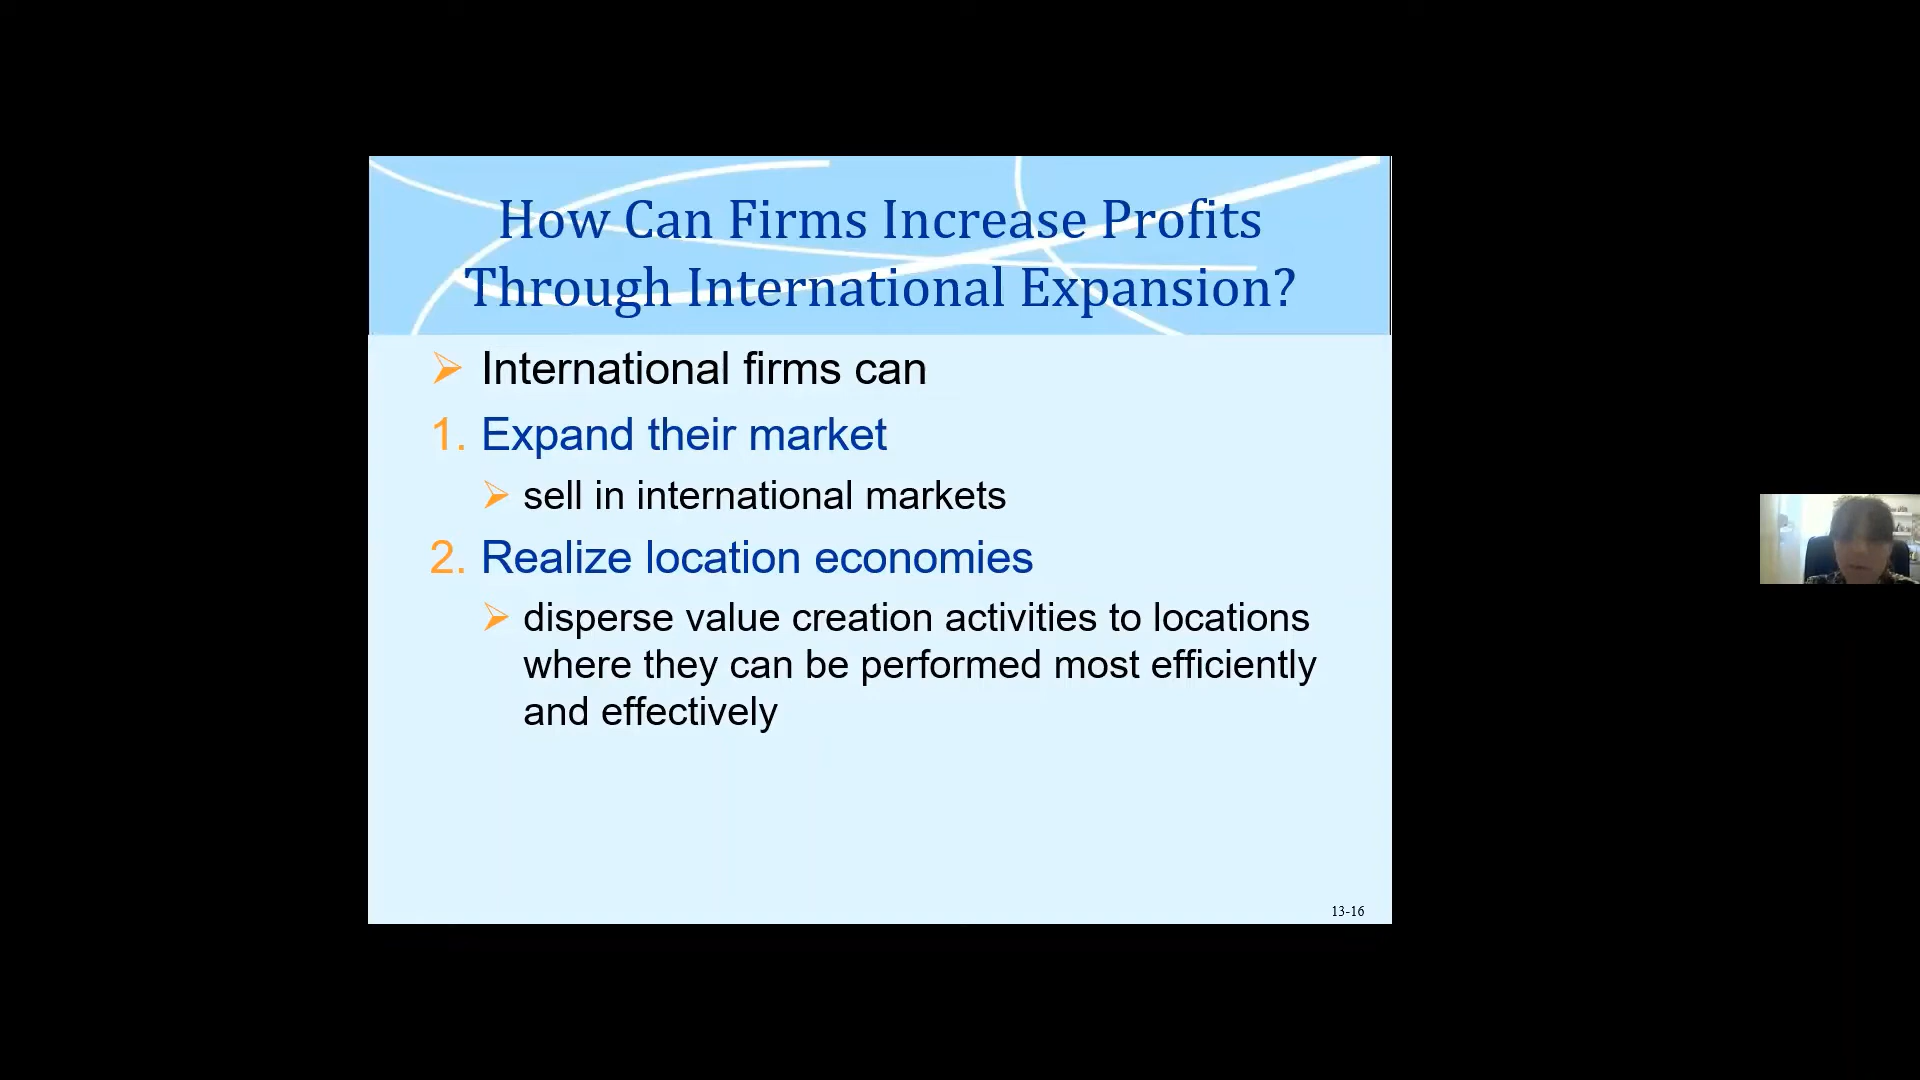 How Can Firms Increase Profits
Through International Expansion?
➢ International firms can
1. Expand their market
➢ sell in international markets
2. Realize location economies
➢ disperse value creation activities to locations
where they can be performed most efficiently
and effectively
13-16